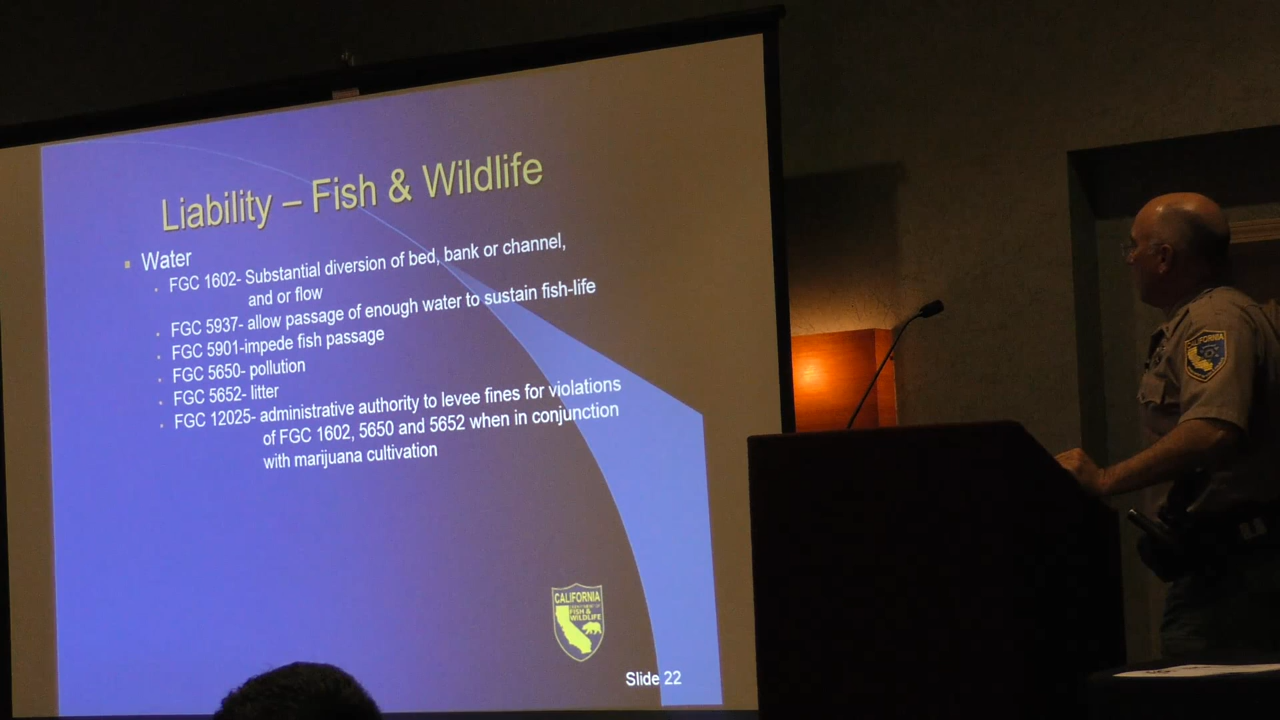 Liability – Fish & Wildlife
Water
FGC 1602- Substantial diversion of bed, bank or channel,
and or flow
FGC 5937- allow passage of enough water to sustain fish-life
FGC 5901-impede fish passage
FGC 5650- pollution
FGC 5652- litter
FGC 12025- administrative authority to levee fines for violations
of FGC 1602, 5650 and 5652 when in conjunction
with marijuana cultivation
CALIFORNIA
FISH &
WILDLIFE
Slide 22
CALIFORNIA